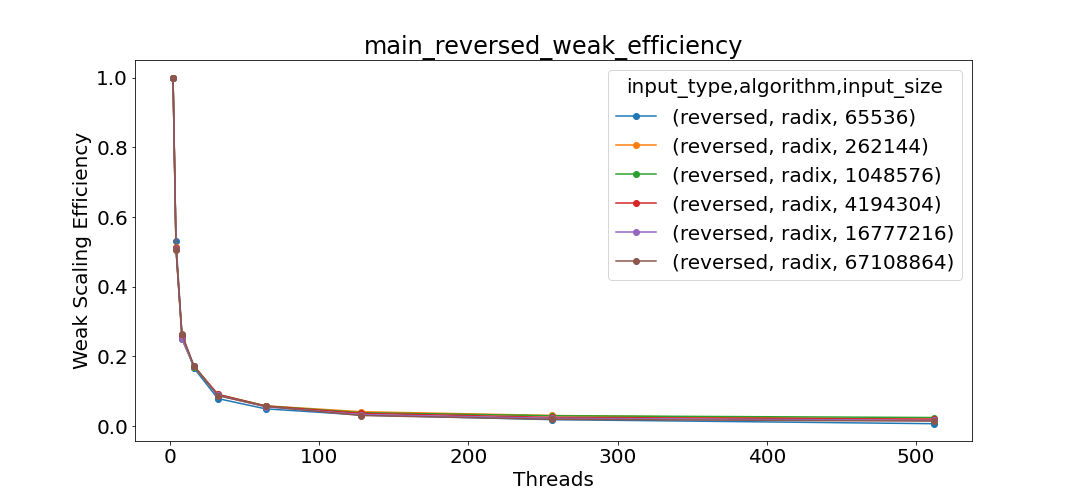 main_reversed_weak_efficiency
input_type,algorithm,input_size
(reversed, radix, 65536)
(reversed, radix, 262144)
(reversed, radix, 1048576)
(reversed, radix, 4194304)
(reversed, radix, 16777216)
(reversed, radix, 67108864)
Weak Scaling Efficiency
1.0
0.8
0.6
0.4
0.2
0.0
0 100 200 300 400 500
Threads